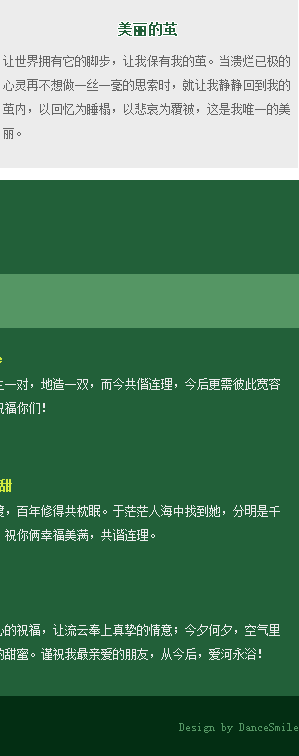 美丽的茧
让世界拥有它的脚步，让我保有我的茧。当溃烂已极的
心灵再不想做一丝一毫的思索时，就让我静静回到我的
茧内，以回忆为睡榻，以悲哀为覆被，这是我唯一的美
丽。
一对，地造一双，而今共偕连理，今后更需彼此宽容
祝福你们！
甜
，百年修得共枕眠。于茫茫人海中找到她，分明是千
，祝你俩幸福美满，共谐连理。
心的祝福，让流云奉上真挚的情意；今夕何夕，空气里
的甜蜜。谨祝我最亲爱的朋友，从今后，爱河永浴！
Design by DanceSmile